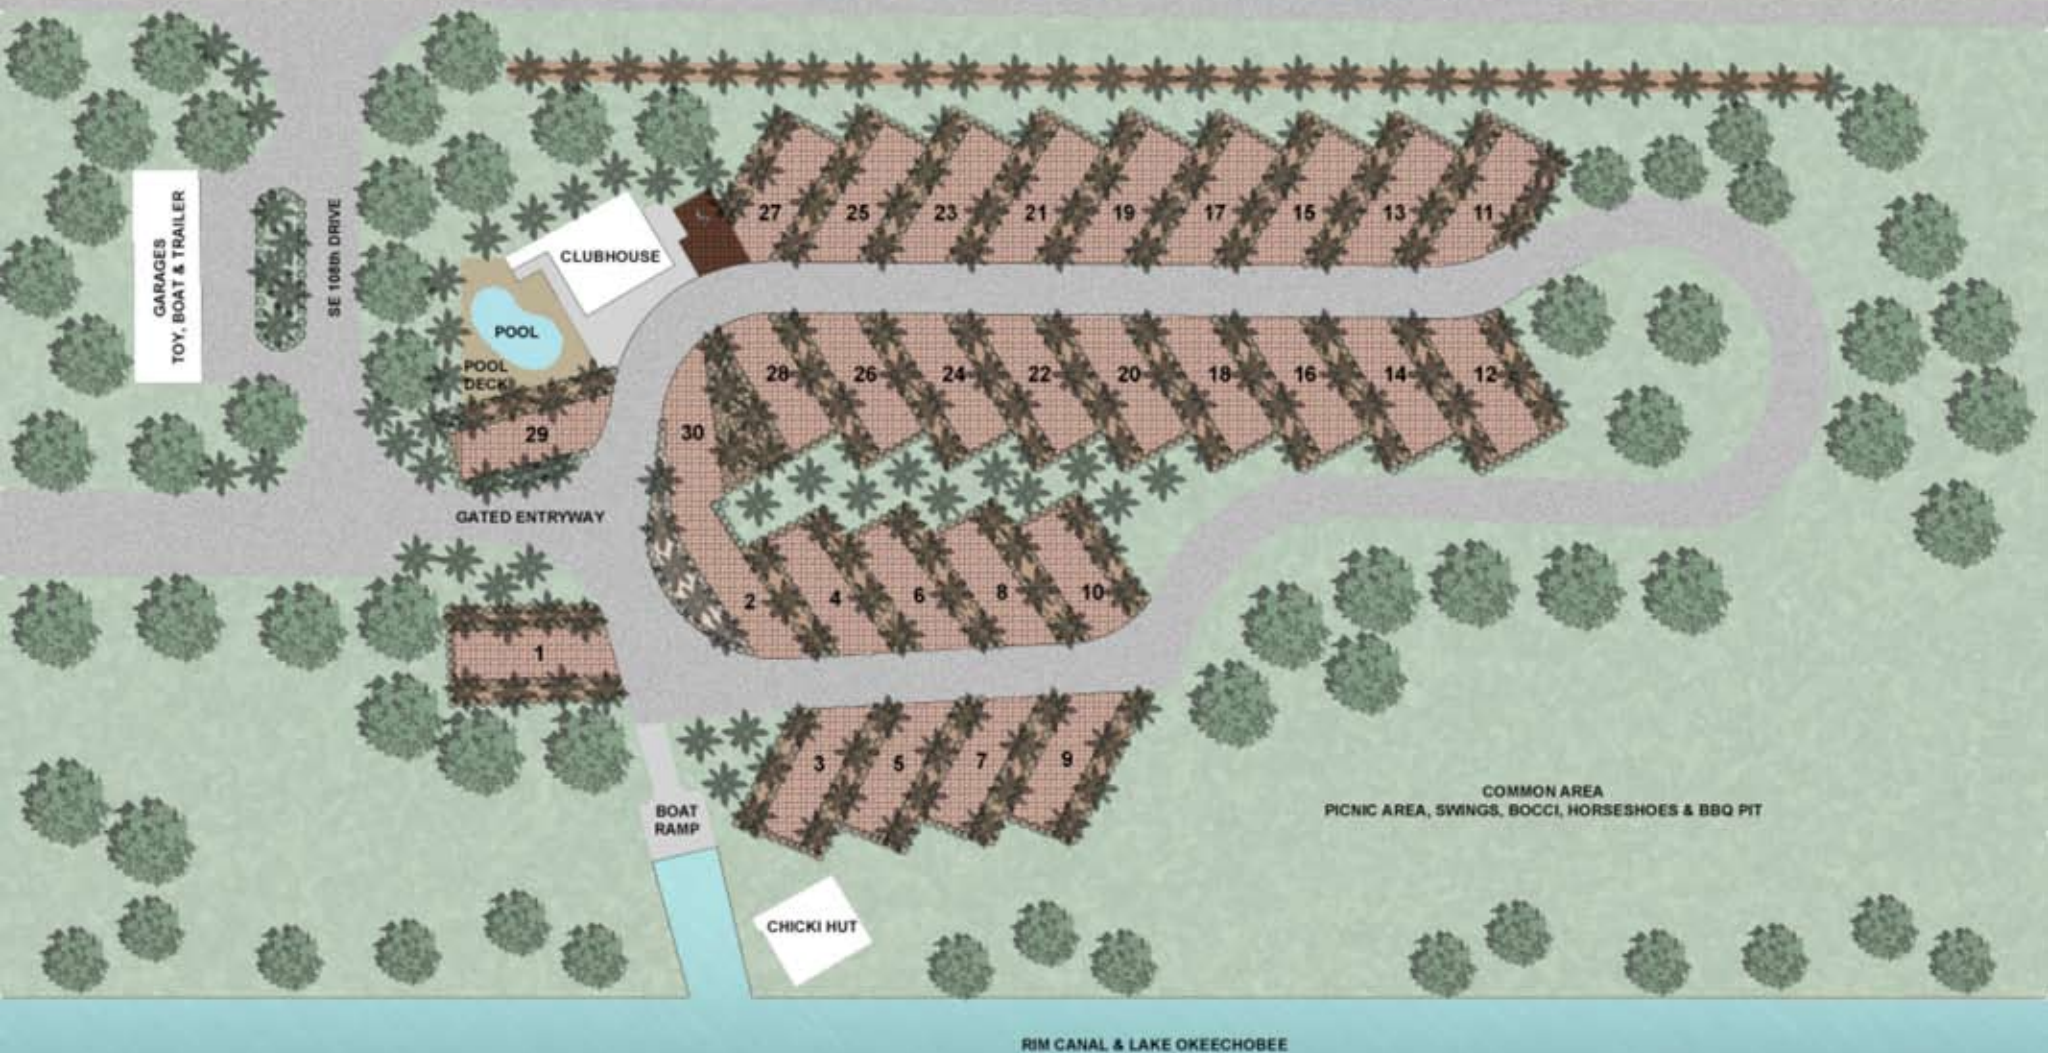 27 25 23 21 19 17 15 13 11
GARAGES
TOY, BOAT & TRAILER
SE 108th DRIVE
CLUBHOUSE
POOL
POOL
DECK
28 26 24 22 20 18 16 14 12
29
30
GATED ENTRYWAY
2 4 6 8 10
1
3 5 7 9
BOAT
RAMP
COMMON AREA
PICNIC AREA, SWINGS, BOCCI, HORSESHOES & BBQ PIT
CHICKI HUT
RIM CANAL & LAKE OKEECHOBEE